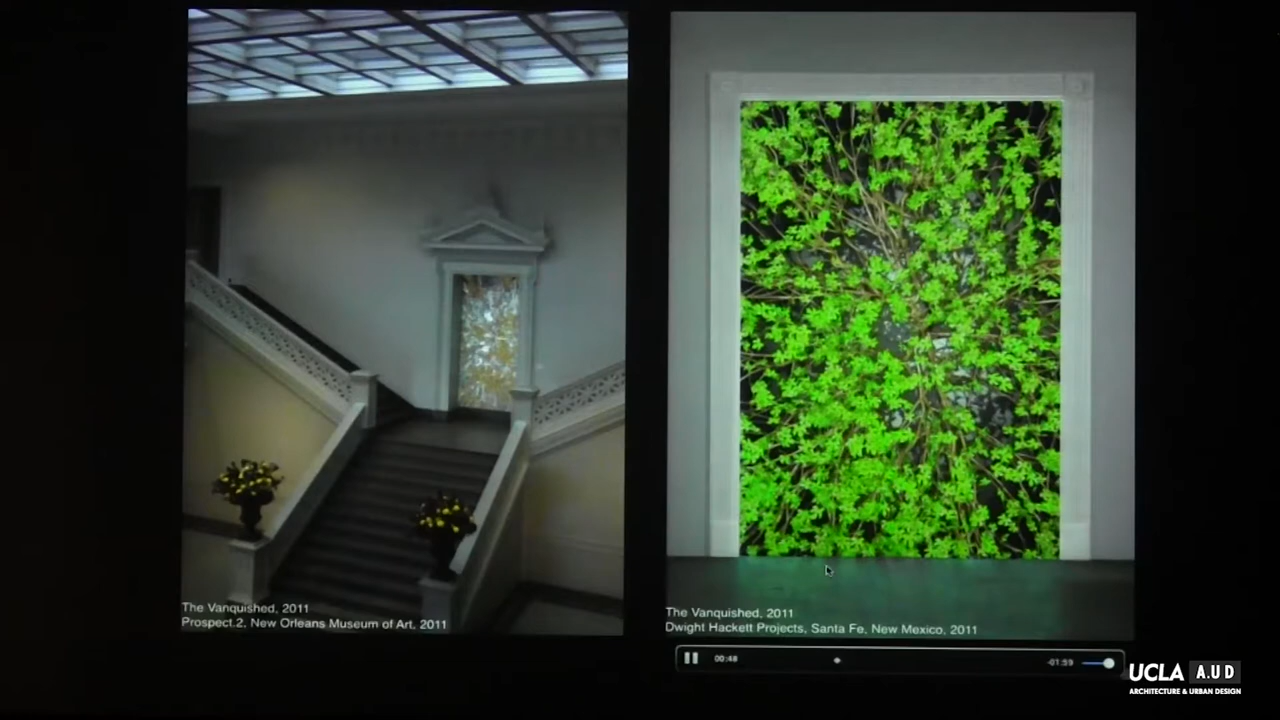 The Vanquished, 2011
Prospect.2, New Orleans Museum of Art, 2011
The Vanquished, 2011
Dwight Hackett Projects, Santa Fe, New Mexico, 2011
00:48
-01:59
UCLA A.UD
ARCHITECTURE & URBAN DESIGN